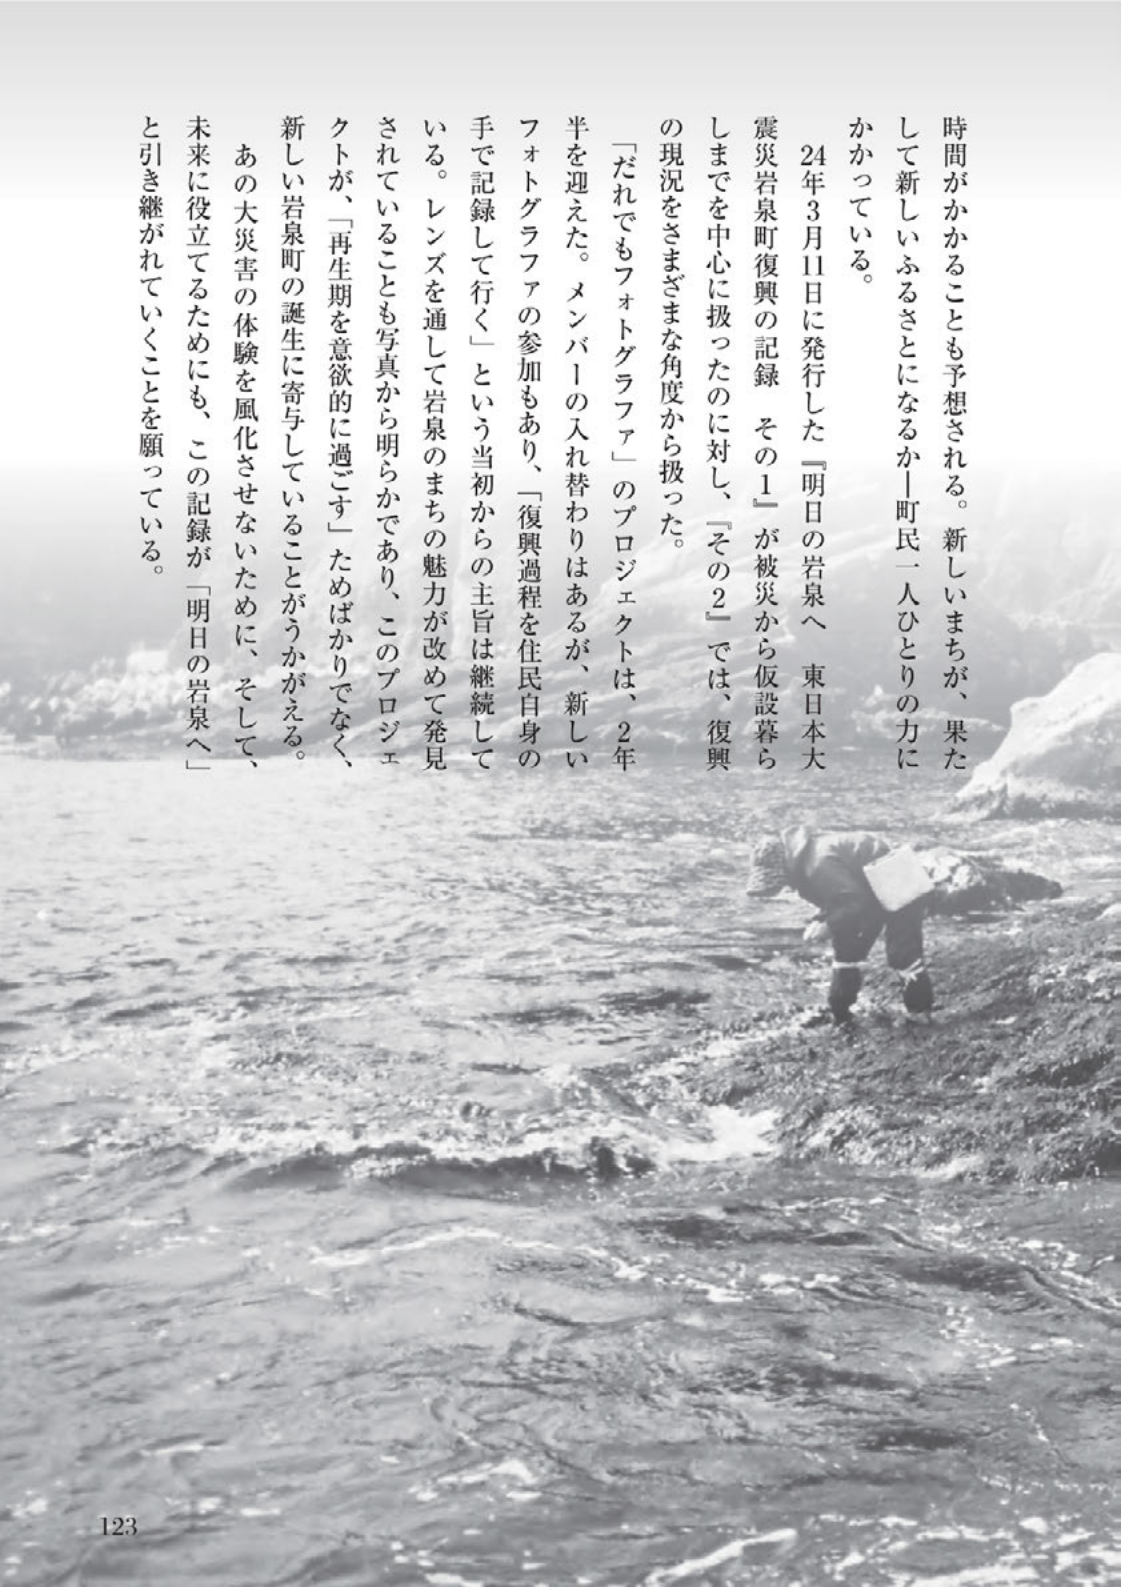 時間がかかることも予想される。新しいまちが、果た
して新しいふるさとになるか―町民一人ひとりの力に
かかっている。
　24年3月11日に発行した『明日の岩泉へ　東日本大
震災岩泉町復興の記録　その1』が被災から仮設暮ら
しまでを中心に扱ったのに対し、『その2』では、復興
の現況をさまざまな角度から扱った。
　「だれでもフォトグラファ」のプロジェクトは、2年
半を迎えた。メンバーの入れ替わりはあるが、新しい
フォトグラファの参加もあり、「復興過程を住民自身の
手で記録して行く」という当初からの主旨は継続して
いる。レンズを通して岩泉のまちの魅力が改めて発見
されていることも写真から明らかであり、このプロジェ
クトが、「再生期を意欲的に過ごす」ためばかりでなく、
新しい岩泉町の誕生に寄与していることがうかがえる。
　あの大災害の体験を風化させないために、そして、
未来に役立てるためにも、この記録が「明日の岩泉へ」
と引き継がれていくことを願っている。
123